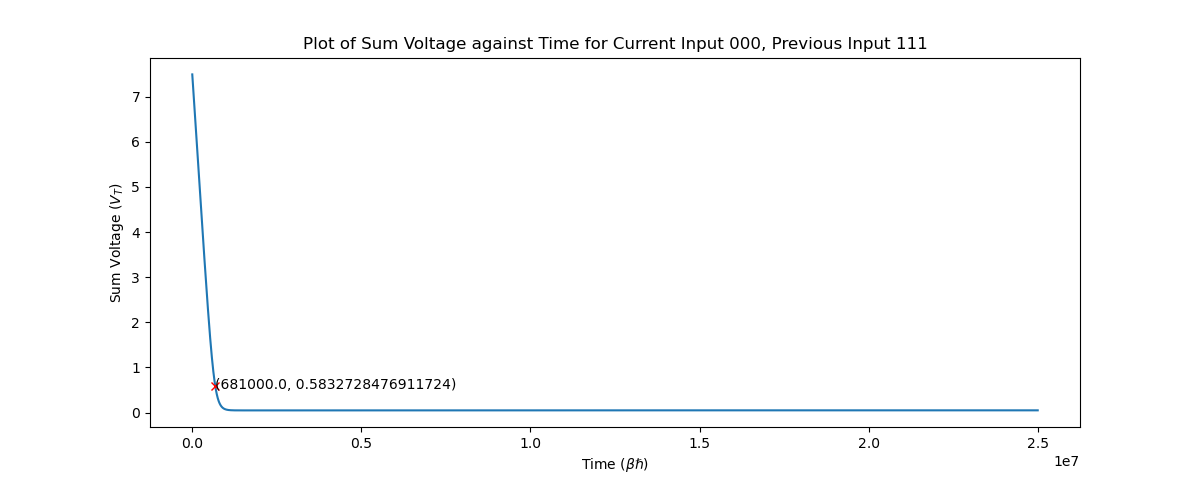 Plot of Sum Voltage against Time for Current Input 000, Previous Input 111
Sum Voltage (V_T)
7
6
5
4
3
2
1
0
(681000.0, 0.5832728476911724)
0.0 0.5 1.0 1.5 2.0 2.5
1e7
Time (βℏ)